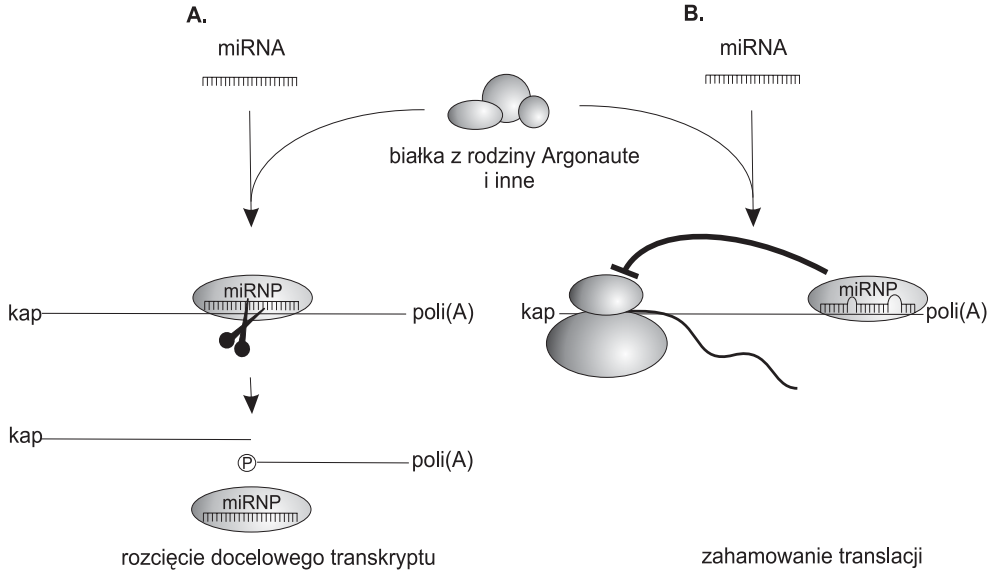 A.
B.
miRNA
miRNA
białka z rodziny Argonaute
i inne
miRNP
kap
poli(A)
miRNP
kap
poli(A)
kap
P
poli(A)
miRNP
rozcięcie docelowego transkryptu
zahamowanie translacji